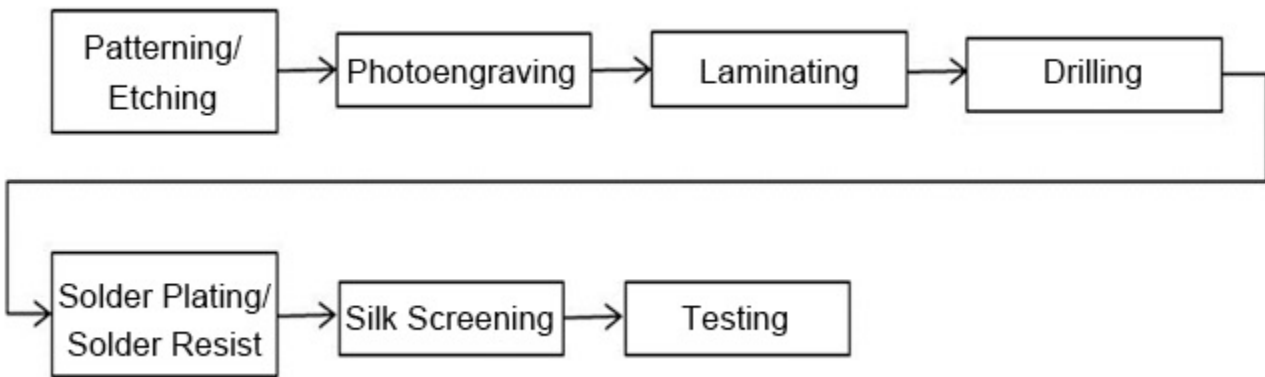 Patterning/
Etching
Photoengraving
Laminating
Drilling
Solder Plating/
Solder Resist
Silk Screening
Testing